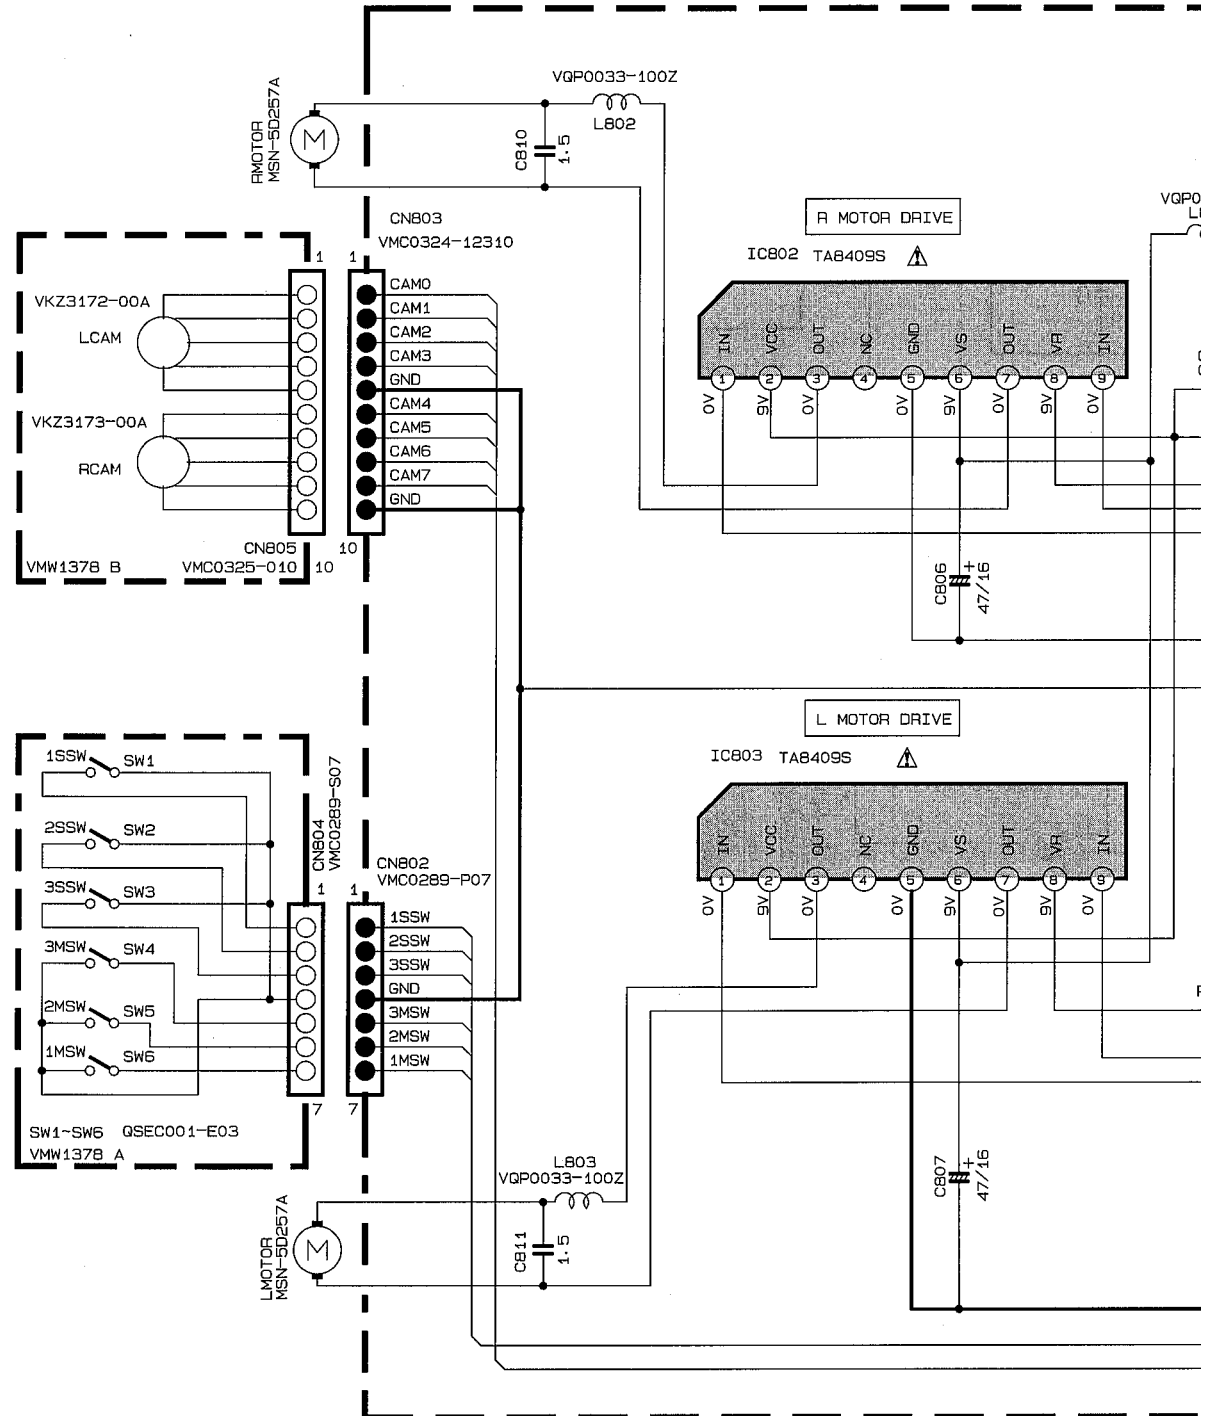 VQP0033-100Z
L802
RMOTOR
MSN-5D257A
M
C810
1.5
R MOTOR DRIVE
IC802 TA8409S
VQP0
CN803
VMC0324-12310
1
1
VKZ3172-00A
LCAM
VKZ3173-00A
RCAM
CAM0
CAM1
CAM2
CAM3
GND
CAM4
CAM5
CAM6
CAM7
GND
IN
VCC
OUT
NC
GND
VS
OUT
VR
IN
1 2 3 4 5 6 7 8 9
0V 9V 0V 0V 9V 0V 9V 0V
CN805
VMC0325-010
10
10
VMW1378 B
C806
+
47/16
L MOTOR DRIVE
IC803 TA8409S
1SSW SW1
2SSW SW2
3SSW SW3
3MSW SW4
2MSW SW5
1MSW SW6
CN804
VMC0289-S07
1
CN802
VMC0289-P07
1
1SSW
2SSW
3SSW
GND
3MSW
2MSW
1MSW
7
7
IN
VCC
OUT
NC
GND
VS
OUT
VR
IN
1 2 3 4 5 6 7 8 9
0V 9V 0V 0V 9V 0V 9V 0V
SW1~SW6 QSEC001-E03
VMW1378 A
L803
VQP0033-100Z
LMOTOR
MSN-5D257A
M
C811
1.5
C807
+
47/16